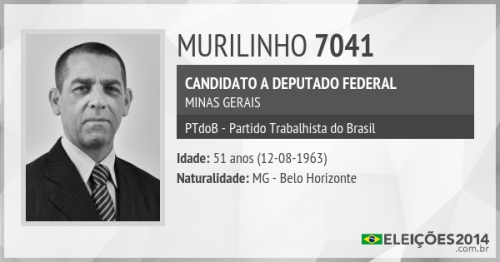 MURILINHO 7041
CANDIDATO A DEPUTADO FEDERAL
MINAS GERAIS
PTdoB - Partido Trabalhista do Brasil
Idade: 51 anos (12-08-1963)
Naturalidade: MG - Belo Horizonte
ELEIÇÕES2014
.com.br